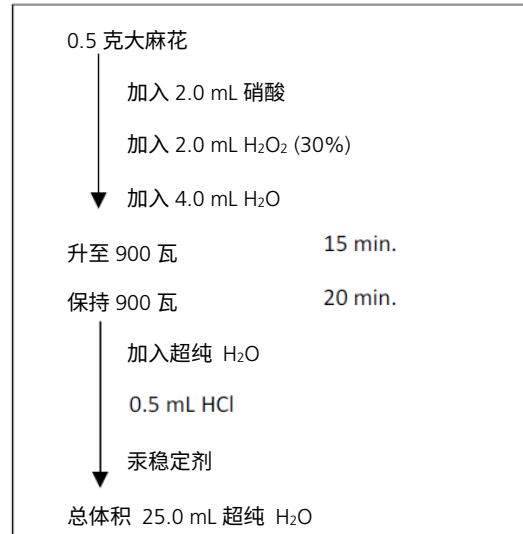 0.5 克大麻花
加入 2.0 mL 硝酸
加入 2.0 mL H₂O₂ (30%)
加入 4.0 mL H₂O
升至 900 瓦 15 min.
保持 900 瓦 20 min.
加入超纯 H₂O
0.5 mL HCl
汞稳定剂
总体积 25.0 mL 超纯 H₂O